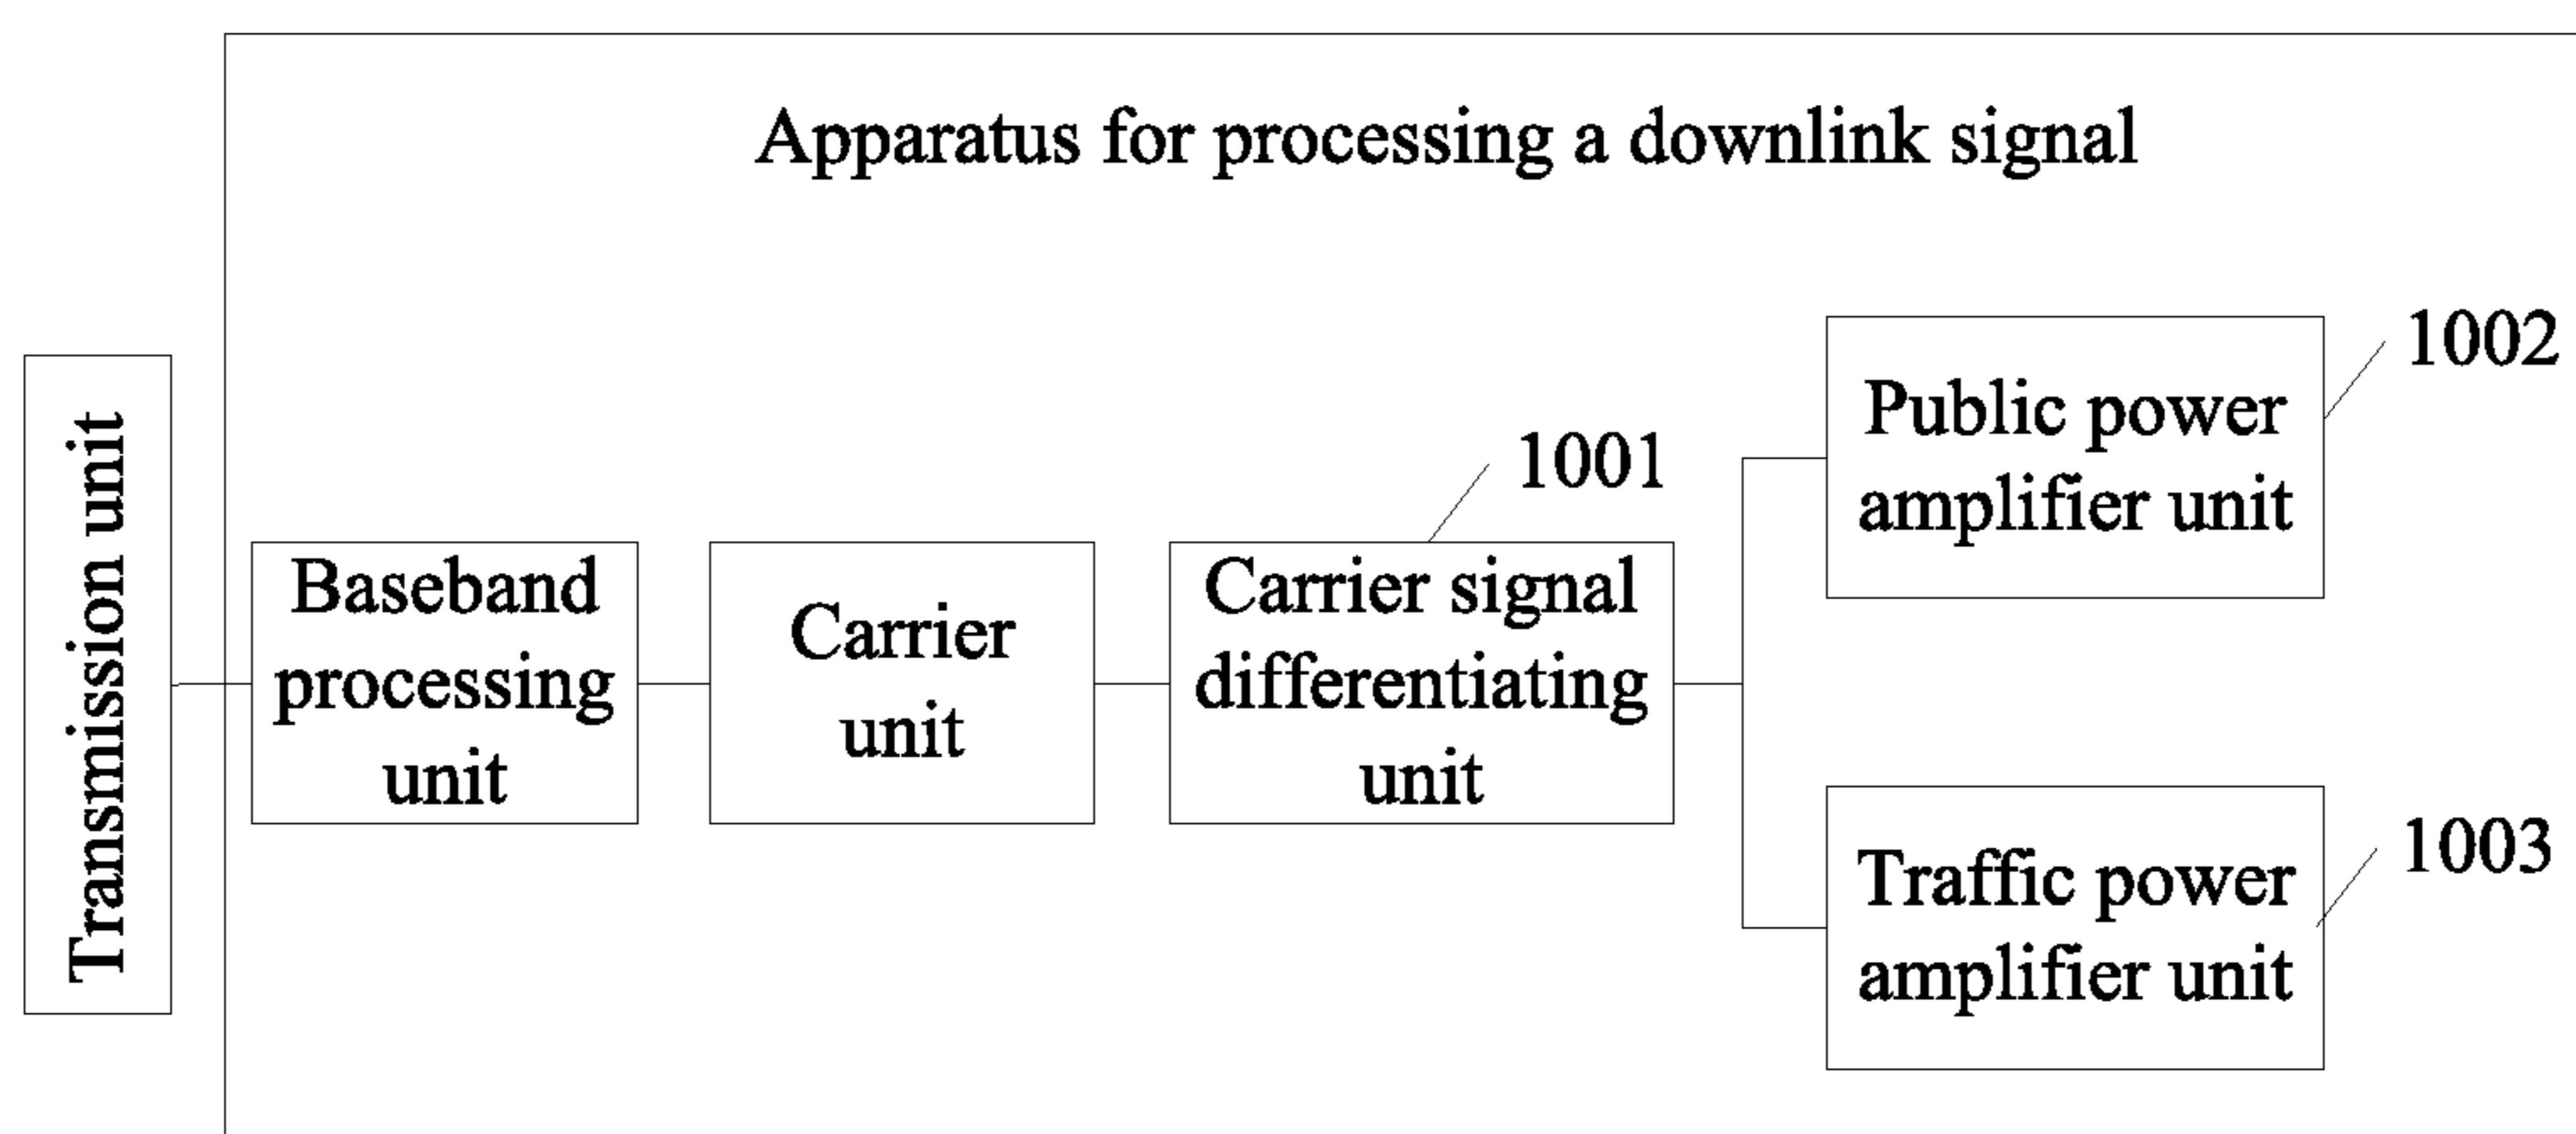 Apparatus for processing a downlink signal
Transmission unit
Baseband
processing
unit
Carrier
unit
1001
Carrier signal
differentiating
unit
1002
Public power
amplifier unit
1003
Traffic power
amplifier unit